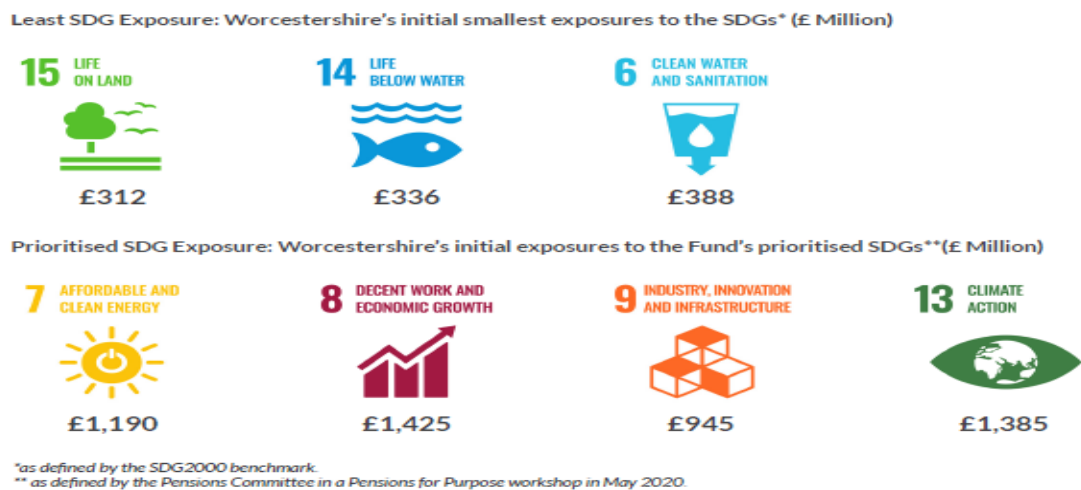 Least SDG Exposure: Worcestershire's initial smallest exposures to the SDGs* (£ Million)
15 LIFE
ON LAND
14 LIFE
BELOW WATER
6 CLEAN WATER
AND SANITATION
£312
£336
£388
Prioritised SDG Exposure: Worcestershire's initial exposures to the Fund's prioritised SDGs**(£ Million)
7 AFFORDABLE AND
CLEAN ENERGY
8 DECENT WORK AND
ECONOMIC GROWTH
9 INDUSTRY, INNOVATION
AND INFRASTRUCTURE
13 CLIMATE
ACTION
£1,190
£1,425
£945
£1,385
*as defined by the SDG2000 benchmark.
** as defined by the Pensions Committee in a Pensions for Purpose workshop in May 2020.